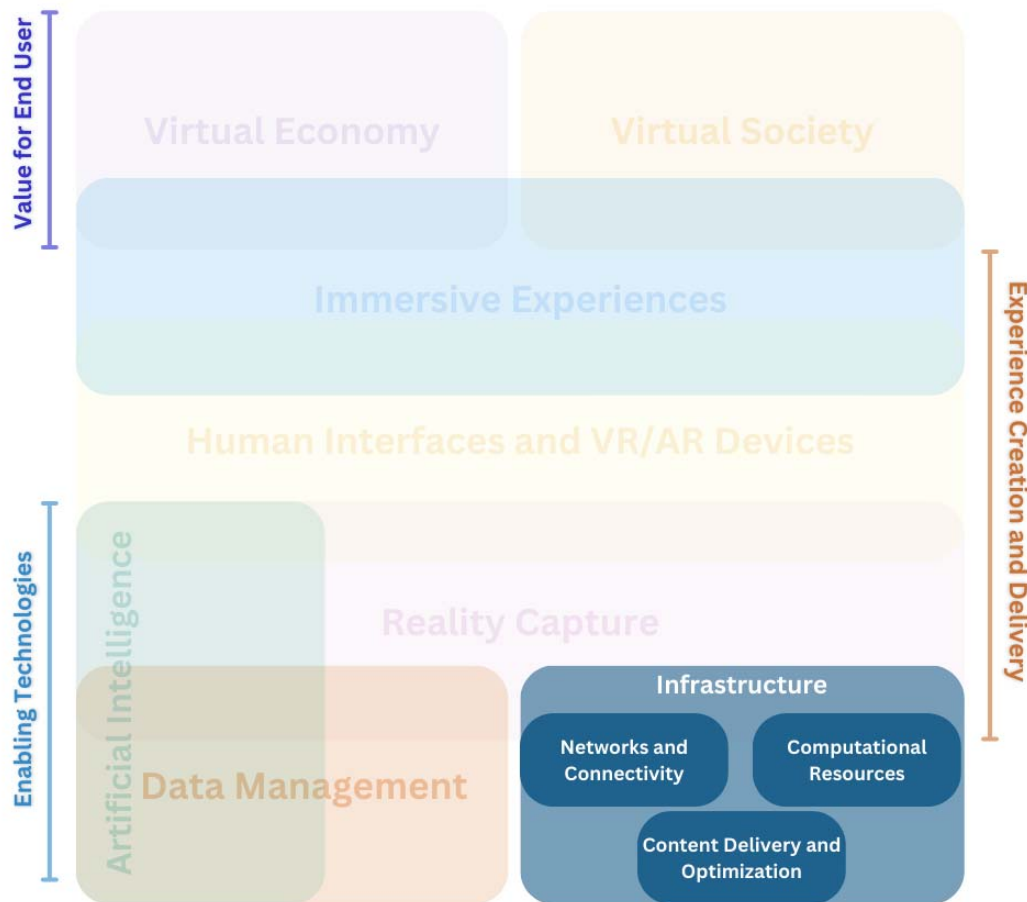 Value for End User
Virtual Economy
Virtual Society
Immersive Experiences
Experience Creation and Delivery
Human Interfaces and VR/AR Devices
Enabling Technologies
Artificial Intelligence
Reality Capture
Data Management
Infrastructure
Networks and
Connectivity
Computational
Resources
Content Delivery and
Optimization